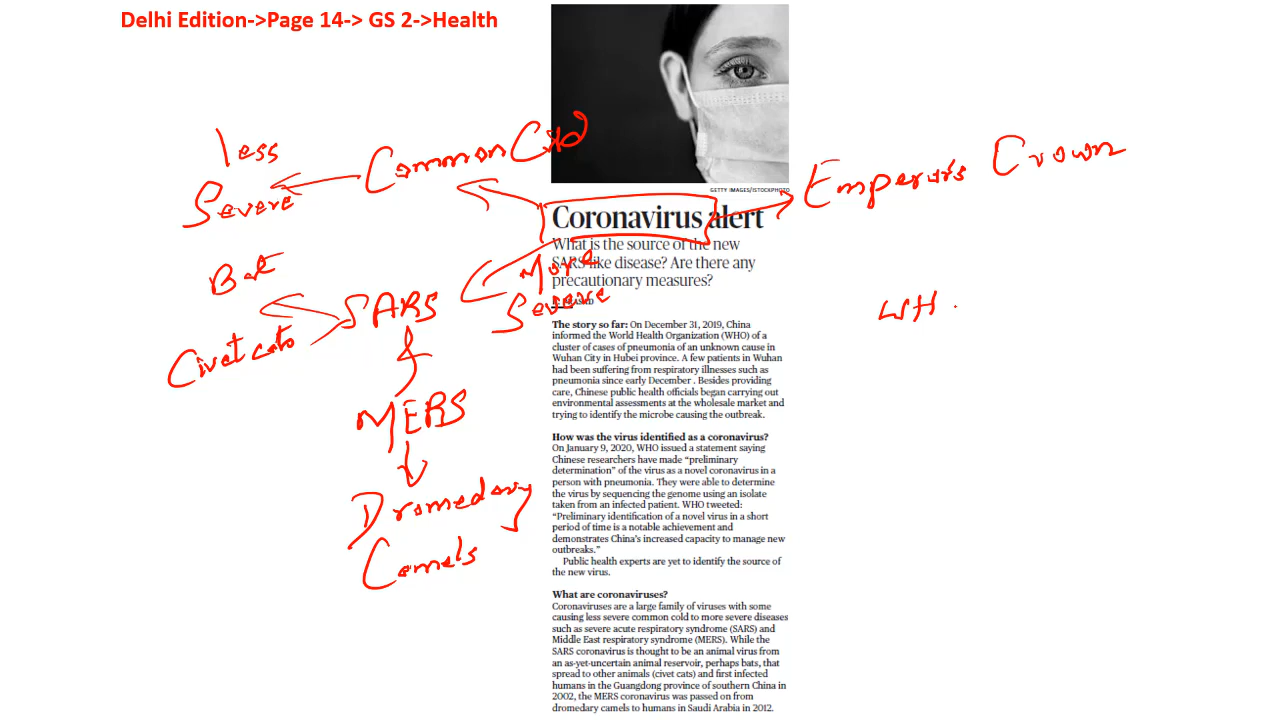 Delhi Edition->Page 14-> GS 2->Health
GETTY IMAGES/ISTOCKPHOTO
Coronavirus alert
What is the source of the new
SARS-like disease? Are there any
precautionary measures?
The story so far: On December 31, 2019, China
informed the World Health Organization (WHO) of a
cluster of cases of pneumonia of an unknown cause in
Wuhan City in Hubei province. A few patients in Wuhan
had been suffering from respiratory illnesses such as
pneumonia since early December . Besides providing
care, Chinese public health officials began carrying out
environmental assessments at the wholesale market and
trying to identify the microbe causing the outbreak.
How was the virus identified as a coronavirus?
On January 9, 2020, WHO issued a statement saying
Chinese researchers have made “preliminary
determination” of the virus as a novel coronavirus in a
person with pneumonia. They were able to determine
the virus by sequencing the genome using an isolate
taken from an infected patient. WHO tweeted:
“Preliminary identification of a novel virus in a short
period of time is a notable achievement and
demonstrates China’s increased capacity to manage new
outbreaks.”
Public health experts are yet to identify the source of
the new virus.
What are coronaviruses?
Coronaviruses are a large family of viruses with some
causing less severe common cold to more severe diseases
such as severe acute respiratory syndrome (SARS) and
Middle East respiratory syndrome (MERS). While the
SARS coronavirus is thought to be an animal virus from
an as-yet-uncertain animal reservoir, perhaps bats, that
spread to other animals (civet cats) and first infected
humans in the Guangdong province of southern China in
2002, the MERS coronavirus was passed on from
dromedary camels to humans in Saudi Arabia in 2012.
less
Severe
Common Cold
Emperor's Crown
Bat
Civet cats
SARS
More
Severe
WH
MERS
Dromedary
Camels